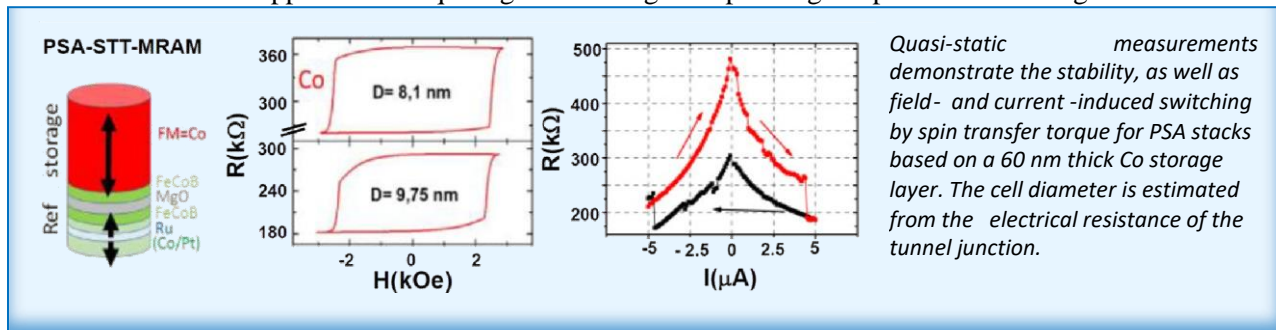 PSA-STT-MRAM
storage
Ref
FM=Co
FeCoB
MgO
FeCoB
Ru
(Co/Pt)
R(kΩ)
360
300
300
240
180
Co
D= 8,1 nm
D= 9,75 nm
-2
0
2
H(kOe)
R(kΩ)
500
400
300
200
-5
-2.5
0
2.5
5
I(μA)
Quasi-static measurements
demonstrate the stability, as well as
field- and current -induced switching
by spin transfer torque for PSA stacks
based on a 60 nm thick Co storage
layer. The cell diameter is estimated
from the electrical resistance of the
tunnel junction.